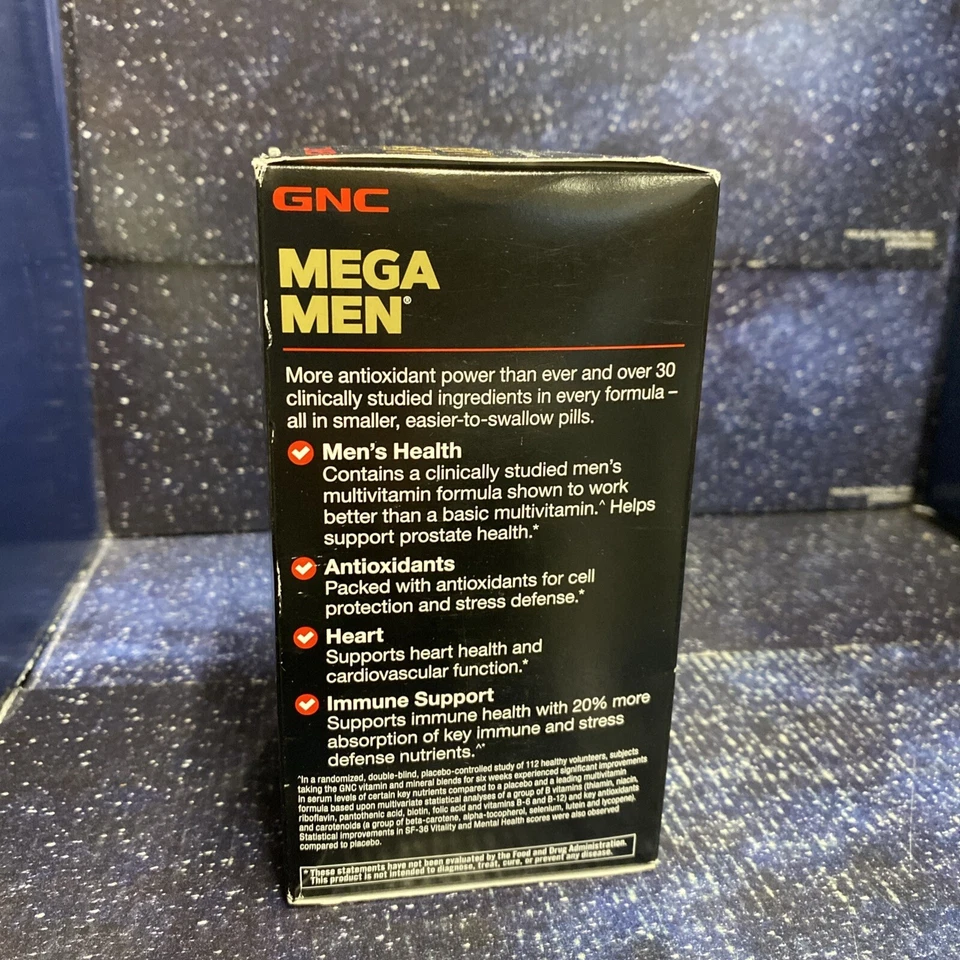 GNC
MEGA
MEN®
More antioxidant power than ever and over 30
clinically studied ingredients in every formula –
all in smaller, easier-to-swallow pills.
Men's Health
Contains a clinically studied men's
multivitamin formula shown to work
better than a basic multivitamin.^ Helps
support prostate health.*
Antioxidants
Packed with antioxidants for cell
protection and stress defense.*
Heart
Supports heart health and
cardiovascular function.*
Immune Support
Supports immune health with 20% more
absorption of key immune and stress
defense nutrients.^*
^In a randomized, double-blind, placebo-controlled study of 112 healthy volunteers, subjects
taking the GNC vitamin and mineral blends for six weeks experienced significant improvements
in serum levels of certain key nutrients compared to a placebo and a leading multivitamin
formula based upon multivariate statistical analyses of a group of B vitamins (thiamin, niacin,
riboflavin, pantothenic acid, biotin, folic acid and vitamins B-6 and B-12) and key antioxidants
and carotenoids (a group of beta-carotene, alpha-tocopherol, selenium, lutein and lycopene).
Statistical improvements in SF-36 Vitality and Mental Health scores were also observed
compared to placebo.
* These statements have not been evaluated by the Food and Drug Administration.
This product is not intended to diagnose, treat, cure, or prevent any disease.